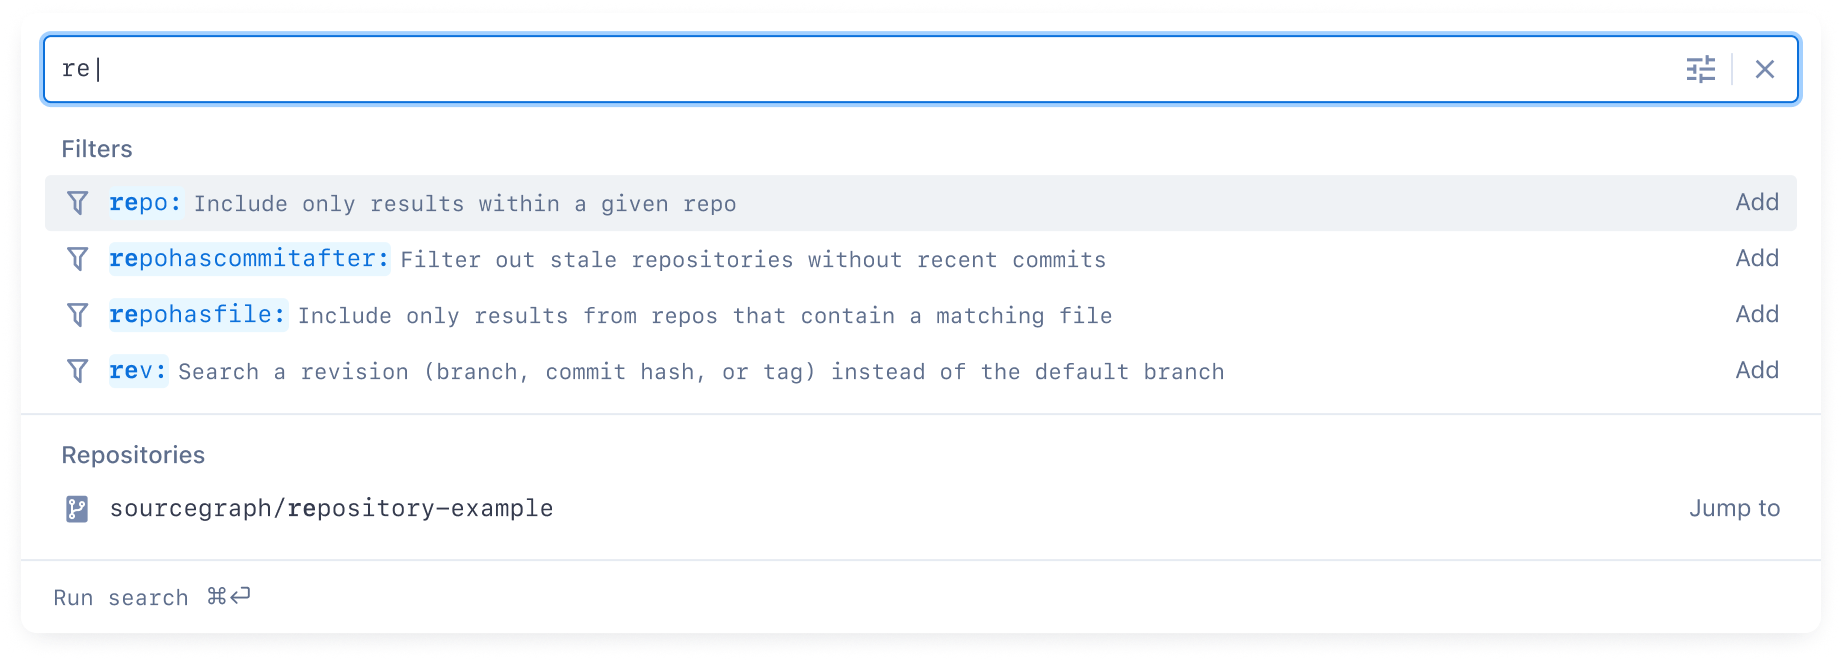 re
Filters
repo: Include only results within a given repo Add
repohascommitafter: Filter out stale repositories without recent commits Add
repohasfile: Include only results from repos that contain a matching file Add
rev: Search a revision (branch, commit hash, or tag) instead of the default branch Add
Repositories
sourcegraph/repository-example Jump to
Run search ⌘⏎